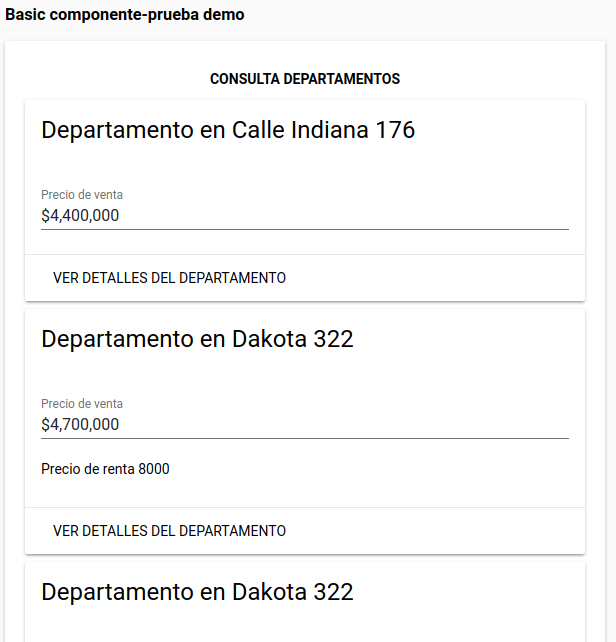 Basic componente-prueba demo
CONSULTA DEPARTAMENTOS
Departamento en Calle Indiana 176
Precio de venta
$4,400,000
VER DETALLES DEL DEPARTAMENTO
Departamento en Dakota 322
Precio de venta
$4,700,000
Precio de renta 8000
VER DETALLES DEL DEPARTAMENTO
Departamento en Dakota 322